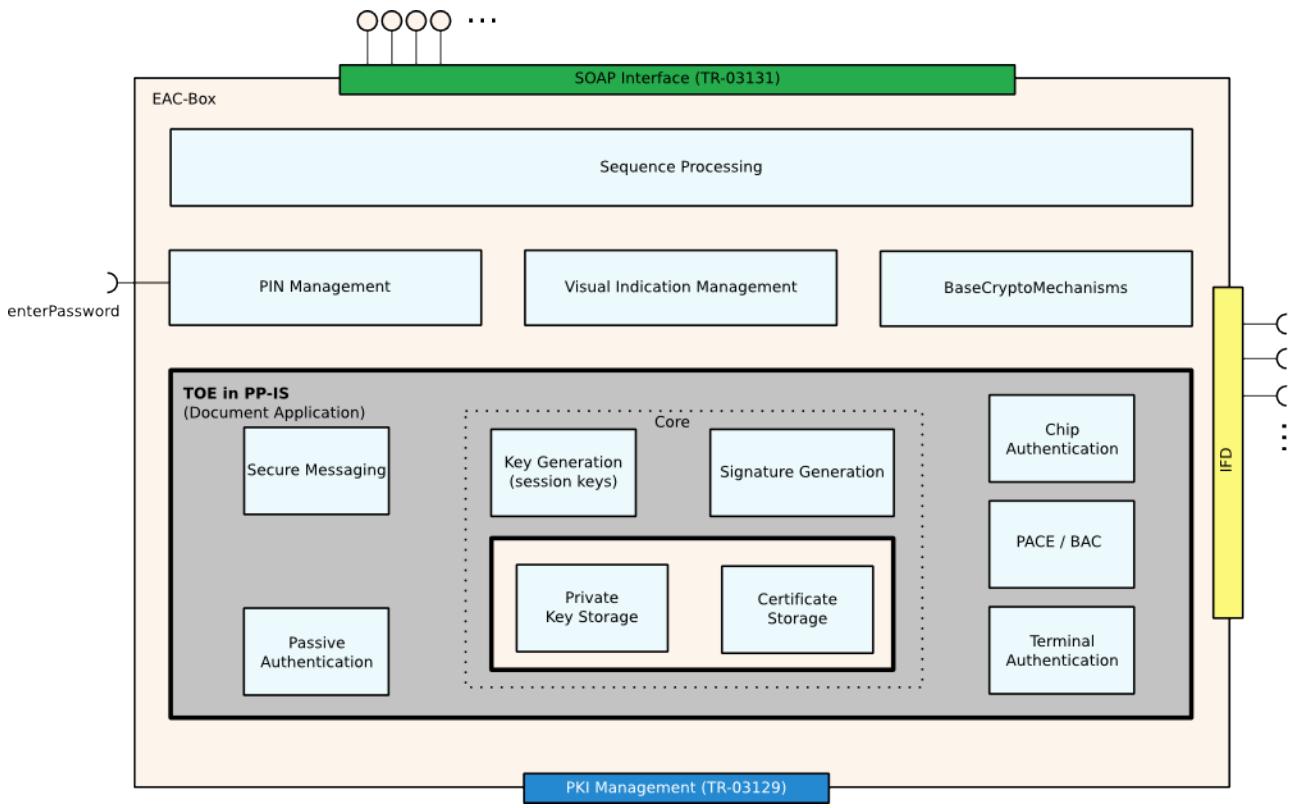 ...
SOAP Interface (TR-03131)
EAC-Box
Sequence Processing
PIN Management
Visual Indication Management
BaseCryptoMechanisms
enterPassword
TOE in PP-IS
(Document Application)
Core
Secure Messaging
Key Generation
(session keys)
Signature Generation
Chip
Authentication
IFD
...
PACE / BAC
Private
Key Storage
Certificate
Storage
Passive
Authentication
Terminal
Authentication
PKI Management (TR-03129)